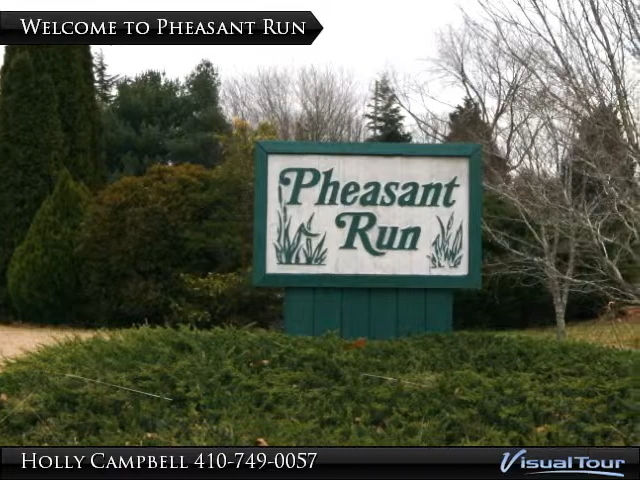 Welcome to Pheasant Run
Pheasant
Run
Holly Campbell 410-749-0057
VisualTour